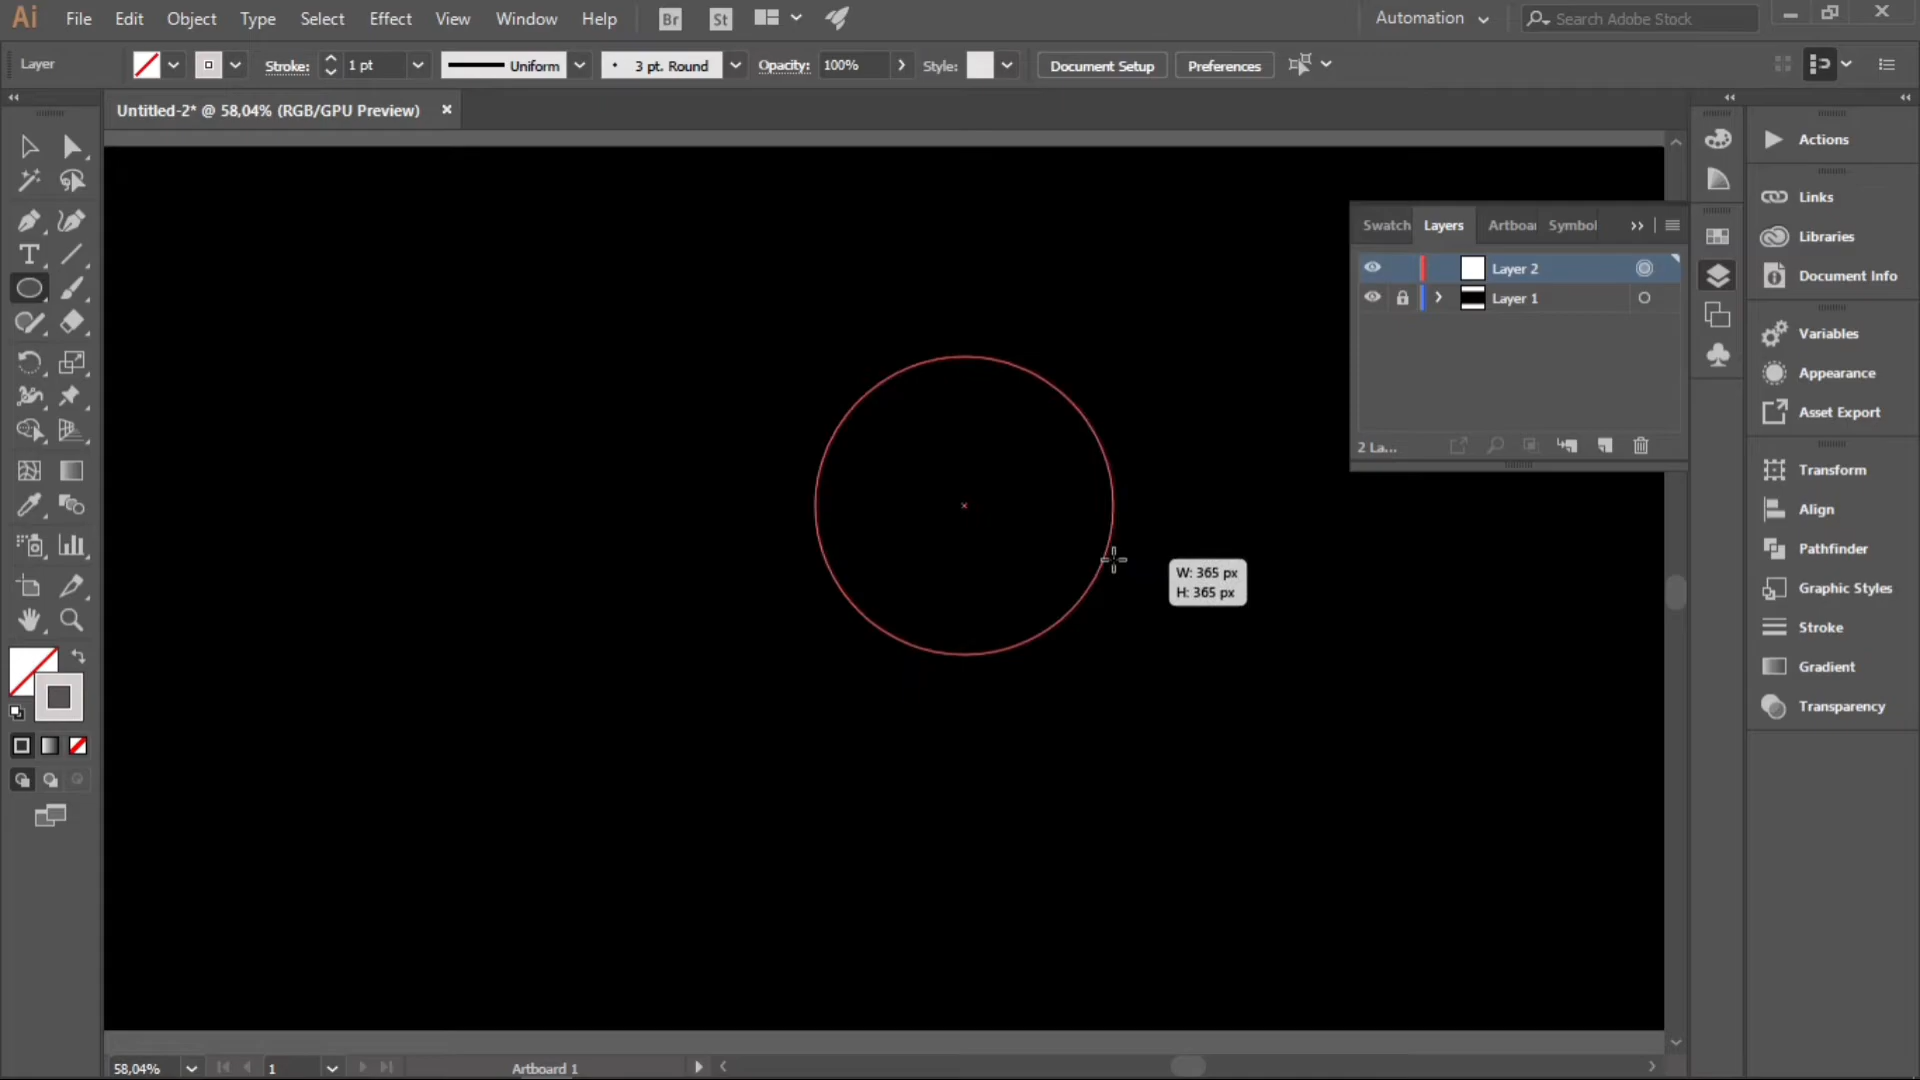 Ai File Edit Object Type Select Effect View Window Help Br St Automation Search Adobe Stock
Layer Stroke: 1 pt Uniform 3 pt. Round Opacity: 100% Style: Document Setup Preferences
Untitled-2* @ 58,04% (RGB/GPU Preview)
Actions
Links
Libraries
Document Info
Variables
Appearance
Asset Export
Transform
Align
Pathfinder
Graphic Styles
Stroke
Gradient
Transparency
Swatch Layers Artboar Symbol
Layer 2
Layer 1
2 La...
W: 365 px
H: 365 px
58,04% 1 Artboard 1